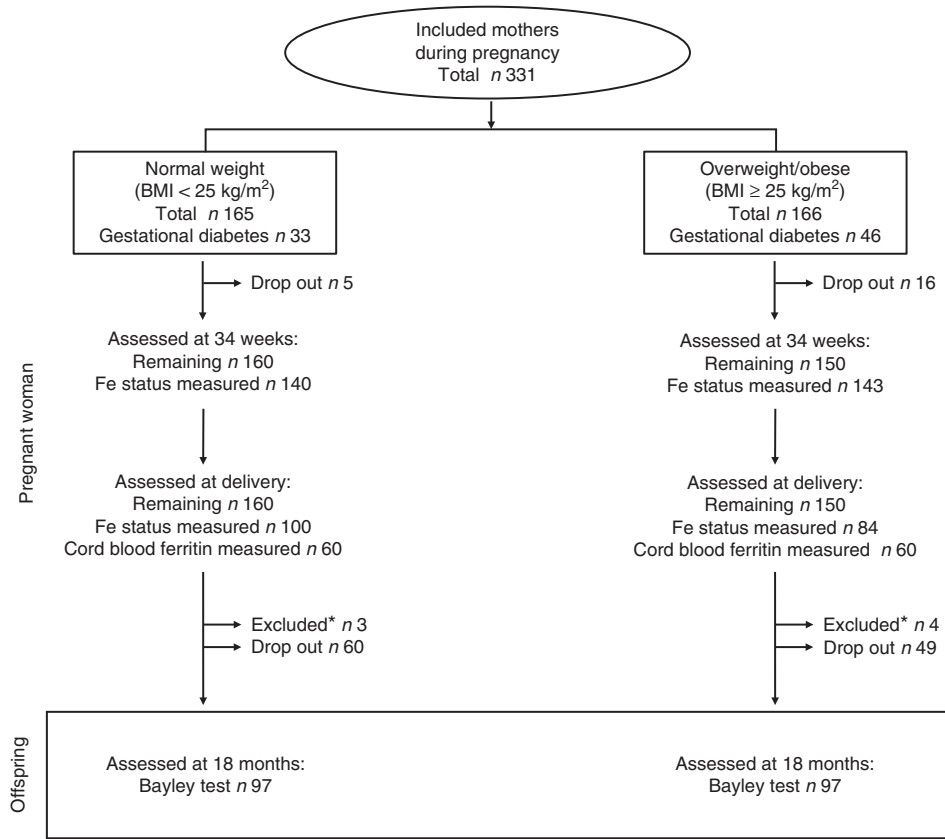 Included mothers
during pregnancy
Total n 331
Normal weight
(BMI < 25 kg/m²)
Total n 165
Gestational diabetes n 33
Overweight/obese
(BMI ≥ 25 kg/m²)
Total n 166
Gestational diabetes n 46
Drop out n 5
Drop out n 16
Pregnant woman
Assessed at 34 weeks:
Remaining n 160
Fe status measured n 140
Assessed at 34 weeks:
Remaining n 150
Fe status measured n 143
Assessed at delivery:
Remaining n 160
Fe status measured n 100
Cord blood ferritin measured n 60
Assessed at delivery:
Remaining n 150
Fe status measured n 84
Cord blood ferritin measured n 60
Excluded* n 3
Drop out n 60
Excluded* n 4
Drop out n 49
Offspring
Assessed at 18 months:
Bayley test n 97
Assessed at 18 months:
Bayley test n 97